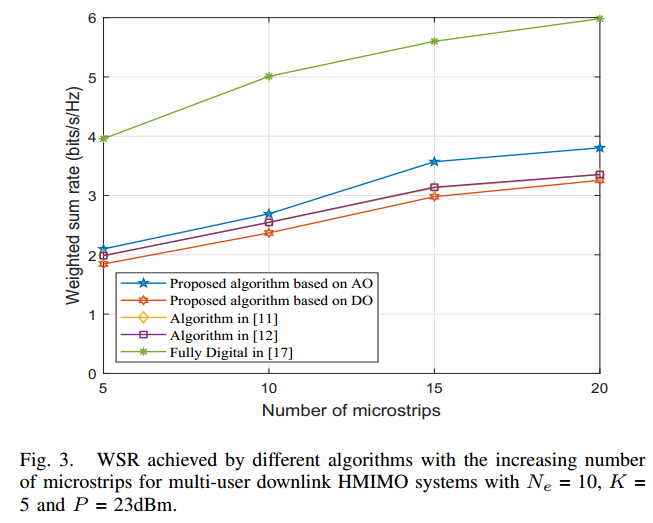 6
5
4
3
2
1
0
Weighted sum rate (bits/s/Hz)
Proposed algorithm based on AO
Proposed algorithm based on DO
Algorithm in [11]
Algorithm in [12]
Fully Digital in [17]
5 10 15 20
Number of microstrips
Fig. 3. WSR achieved by different algorithms with the increasing number
of microstrips for multi-user downlink HMIMO systems with Nₑ = 10, K =
5 and P = 23dBm.